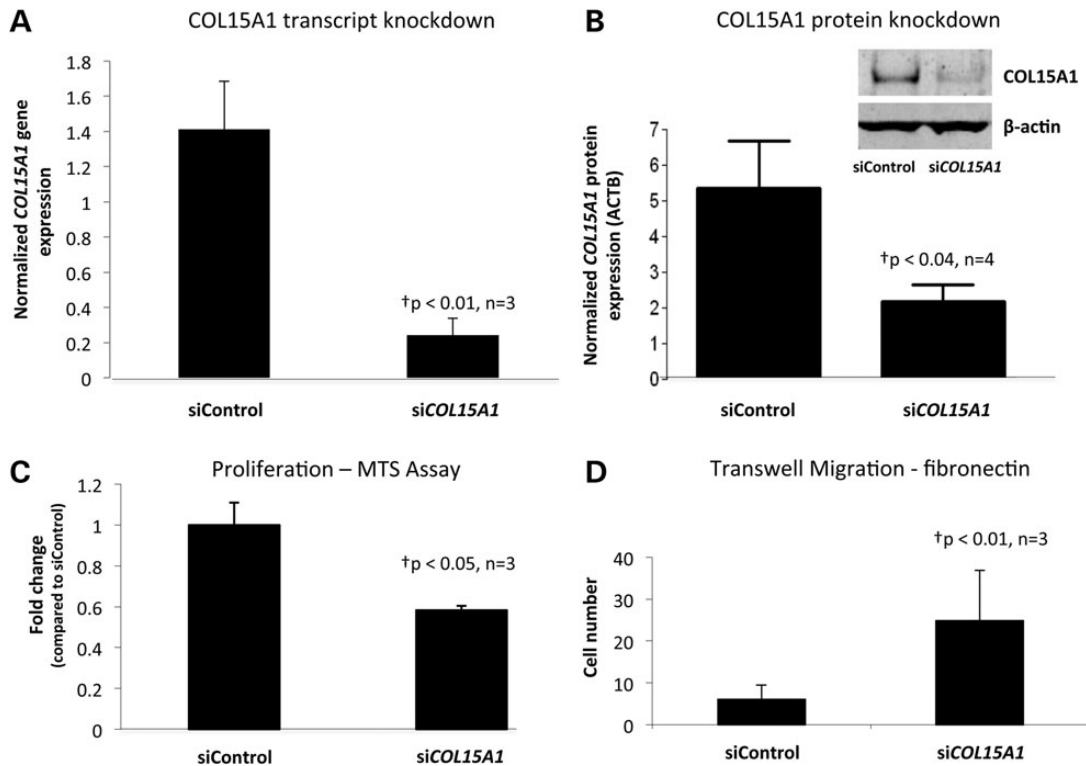 A
COL15A1 transcript knockdown
Normalized COL15A1 gene
expression
1.8
1.6
1.4
1.2
1
0.8
0.6
0.4
0.2
0
†p < 0.01, n=3
siControl
siCOL15A1
B
COL15A1 protein knockdown
COL15A1
β-actin
siControl
siCOL15A1
Normalized COL15A1 protein
expression (ACTB)
7
6
5
4
3
2
1
0
†p < 0.04, n=4
siControl
siCOL15A1
C
Proliferation – MTS Assay
Fold change
(compared to siControl)
1.2
1
0.8
0.6
0.4
0.2
0
†p < 0.05, n=3
siControl
siCOL15A1
D
Transwell Migration - fibronectin
Cell number
40
30
20
10
0
†p < 0.01, n=3
siControl
siCOL15A1